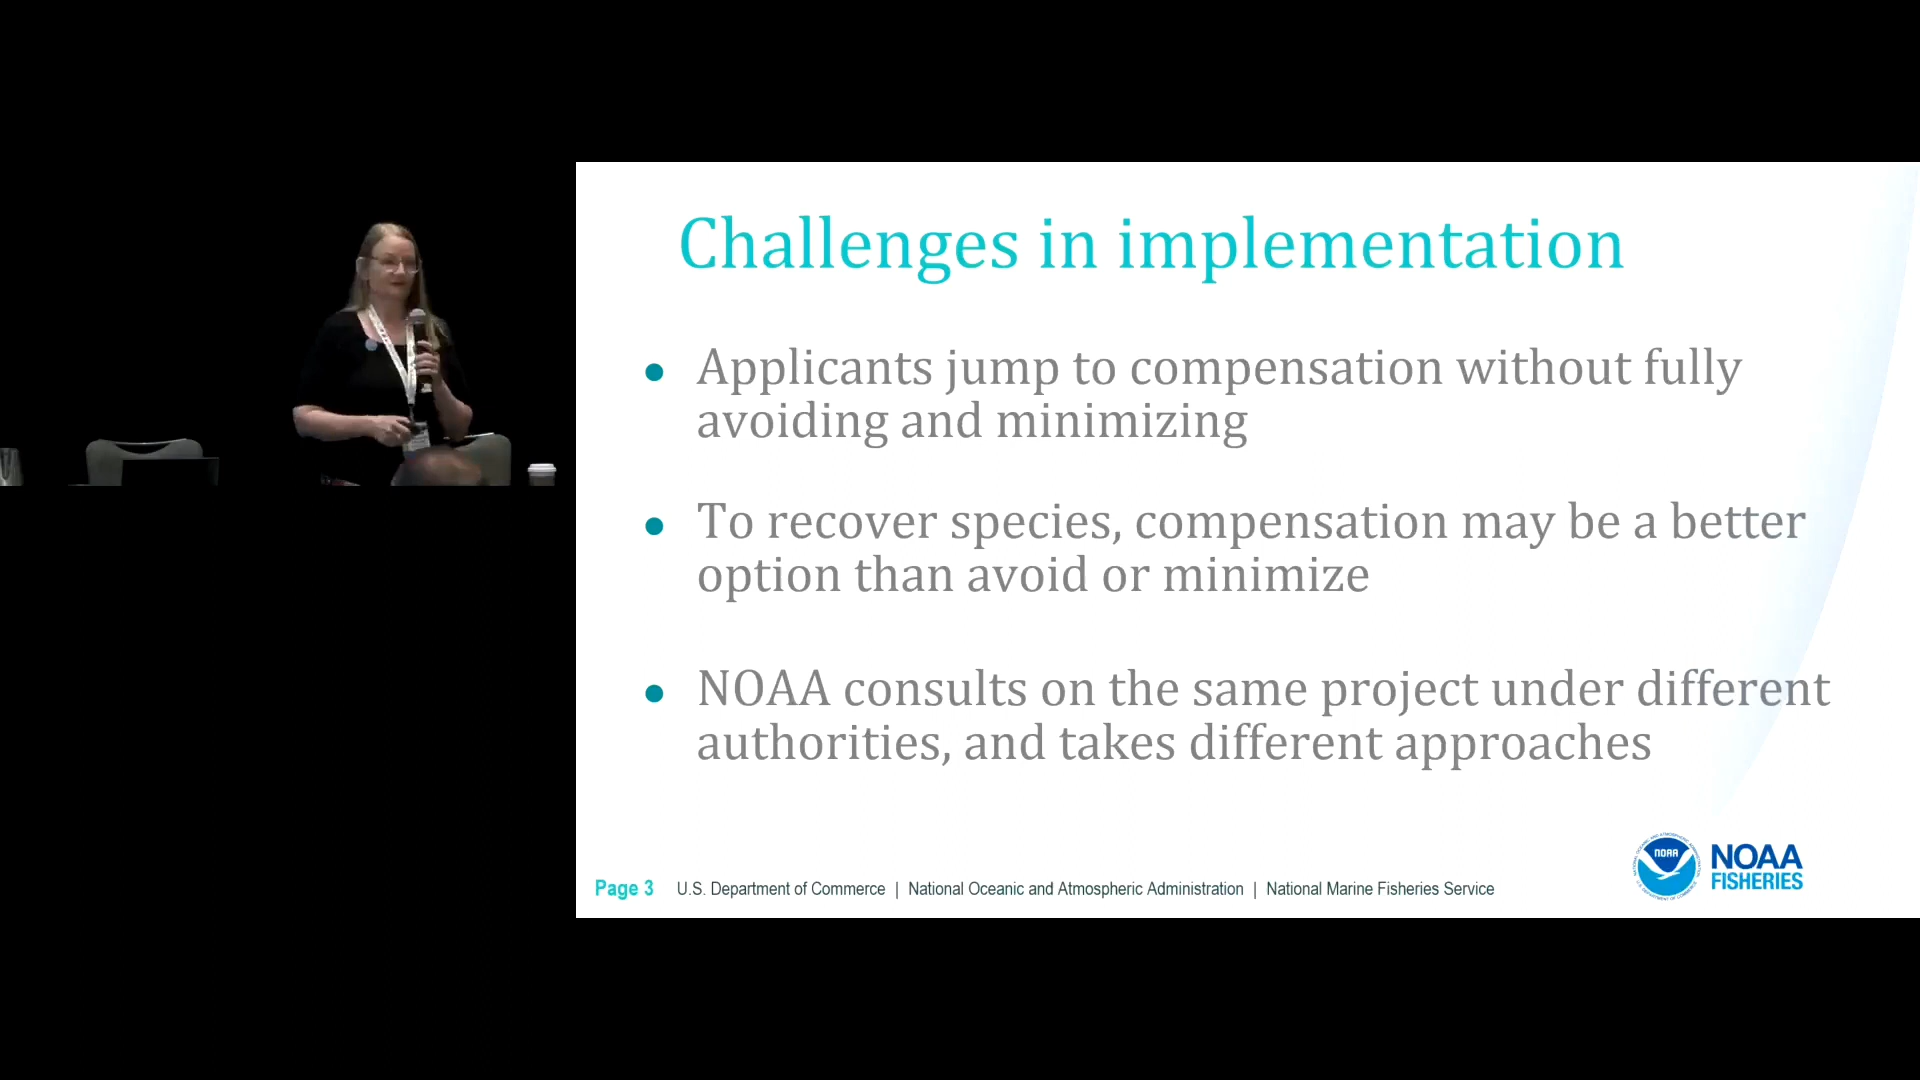 Challenges in implementation
Applicants jump to compensation without fully
avoiding and minimizing
To recover species, compensation may be a better
option than avoid or minimize
NOAA consults on the same project under different
authorities, and takes different approaches
NOAA
NOAA
FISHERIES
Page 3 U.S. Department of Commerce | National Oceanic and Atmospheric Administration | National Marine Fisheries Service